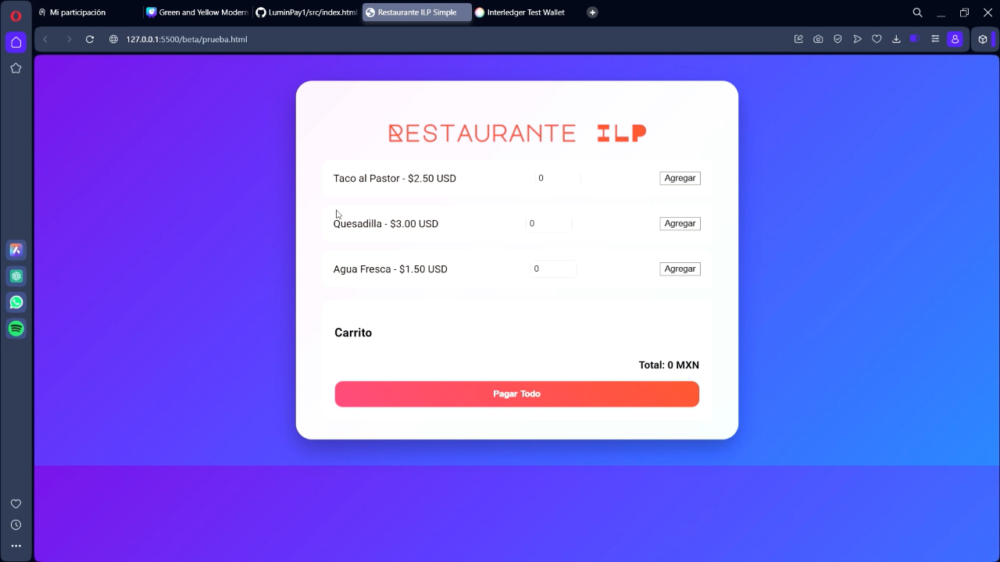 Mi participación
Green and Yellow Modern
LuminPay1/src/index.html
Restaurante ILP Simple
Interledger Test Wallet
127.0.0.1:5500/beta/prueba.html
RESTAURANTE ILP
Taco al Pastor - $2.50 USD 0 Agregar
Quesadilla - $3.00 USD 0 Agregar
Agua Fresca - $1.50 USD 0 Agregar
Carrito
Total: 0 MXN
Pagar Todo